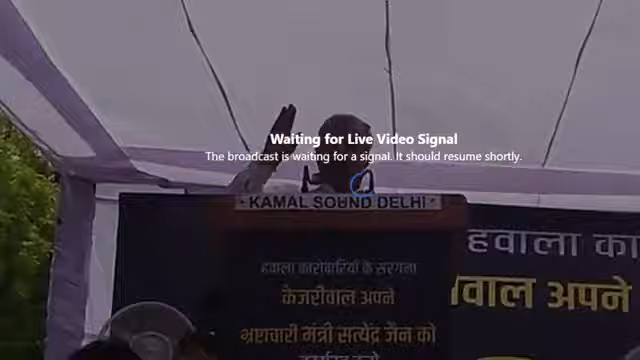 Waiting for Live Video Signal
The broadcast is waiting for a signal. It should resume shortly.
* KAMAL SOUND DELHI *
हवाला कारोबारियों के सरगना
केजरीवाल अपने
भ्रष्टाचारी मंत्री सत्येंद्र जैन को
हवाला का
वाल अपने